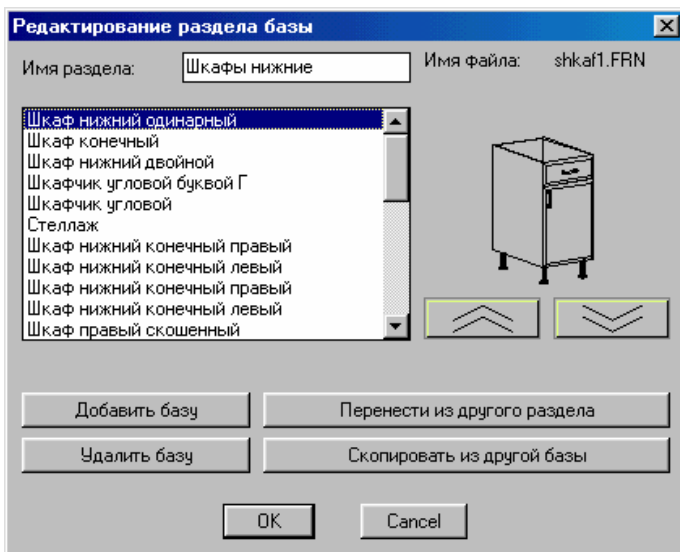 Редактирование раздела базы
Имя раздела: Шкафы нижние Имя файла: shkaf1.FRN
Шкаф нижний одинарный
Шкаф конечный
Шкаф нижний двойной
Шкафчик угловой буквой Г
Шкафчик угловой
Стеллаж
Шкаф нижний конечный правый
Шкаф нижний конечный левый
Шкаф нижний конечный правый
Шкаф нижний конечный левый
Шкаф правый скошенный
Добавить базу Перенести из другого раздела
Удалить базу Скопировать из другой базы
OK Cancel